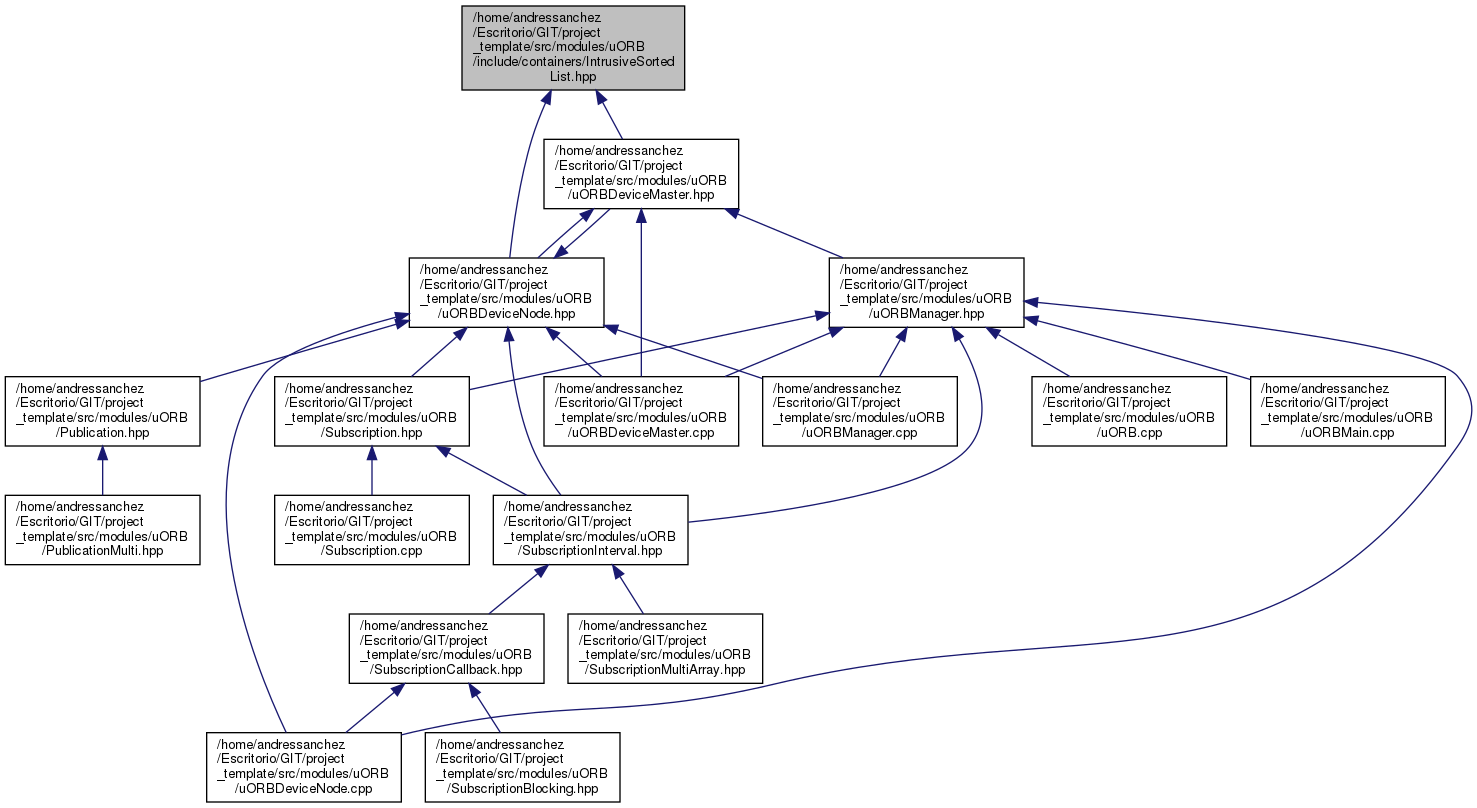 /home/andressanchez
/Escritorio/GIT/project
_template/src/modules/uORB
/include/containers/IntrusiveSorted
List.hpp
/home/andressanchez
/Escritorio/GIT/project
_template/src/modules/uORB
/uORBDeviceMaster.hpp
/home/andressanchez
/Escritorio/GIT/project
_template/src/modules/uORB
/uORBDeviceNode.hpp
/home/andressanchez
/Escritorio/GIT/project
_template/src/modules/uORB
/uORBManager.hpp
/home/andressanchez
/Escritorio/GIT/project
_template/src/modules/uORB
/Publication.hpp
/home/andressanchez
/Escritorio/GIT/project
_template/src/modules/uORB
/Subscription.hpp
/home/andressanchez
/Escritorio/GIT/project
_template/src/modules/uORB
/uORBDeviceMaster.cpp
/home/andressanchez
/Escritorio/GIT/project
_template/src/modules/uORB
/uORBManager.cpp
/home/andressanchez
/Escritorio/GIT/project
_template/src/modules/uORB
/uORB.cpp
/home/andressanchez
/Escritorio/GIT/project
_template/src/modules/uORB
/uORBMain.cpp
/home/andressanchez
/Escritorio/GIT/project
_template/src/modules/uORB
/PublicationMulti.hpp
/home/andressanchez
/Escritorio/GIT/project
_template/src/modules/uORB
/Subscription.cpp
/home/andressanchez
/Escritorio/GIT/project
_template/src/modules/uORB
/SubscriptionInterval.hpp
/home/andressanchez
/Escritorio/GIT/project
_template/src/modules/uORB
/SubscriptionCallback.hpp
/home/andressanchez
/Escritorio/GIT/project
_template/src/modules/uORB
/SubscriptionMultiArray.hpp
/home/andressanchez
/Escritorio/GIT/project
_template/src/modules/uORB
/uORBDeviceNode.cpp
/home/andressanchez
/Escritorio/GIT/project
_template/src/modules/uORB
/SubscriptionBlocking.hpp